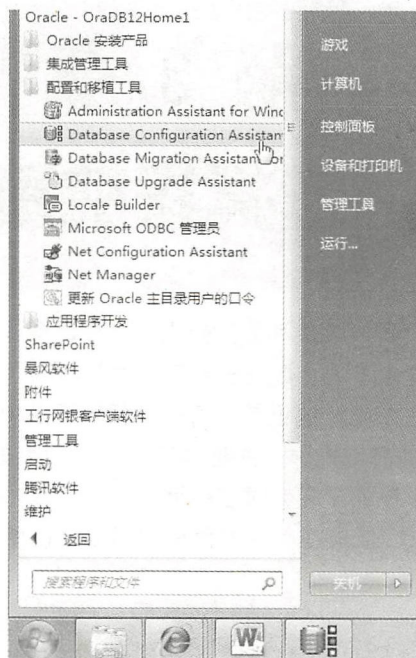 Oracle - OraDB12Home1
Oracle 安装产品
集成管理工具
配置和移植工具
Administration Assistant for Winc
Database Configuration Assistan
Database Migration Assistant for
Database Upgrade Assistant
Locale Builder
Microsoft ODBC 管理员
Net Configuration Assistant
Net Manager
更新 Oracle 主目录用户的口令
应用程序开发
SharePoint
暴风软件
附件
工行网银客户端软件
管理工具
启动
腾讯软件
维护
返回
搜索程序和文件
游戏
计算机
控制面板
设备和打印机
管理工具
运行...
关机